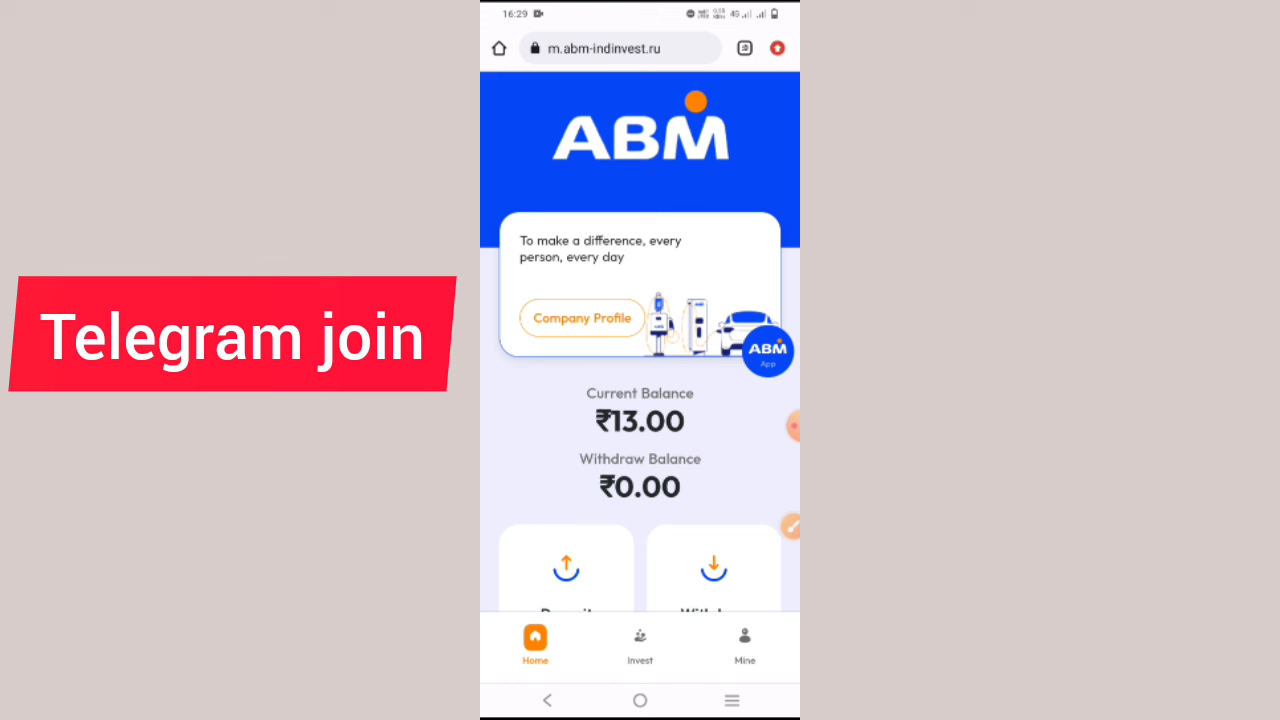 16:29
4G
m.abm-indinvest.ru
ABM
To make a difference, every
person, every day
Company Profile
ABM
App
Current Balance
₹13.00
Withdraw Balance
₹0.00
Home
Invest
Mine
Telegram join